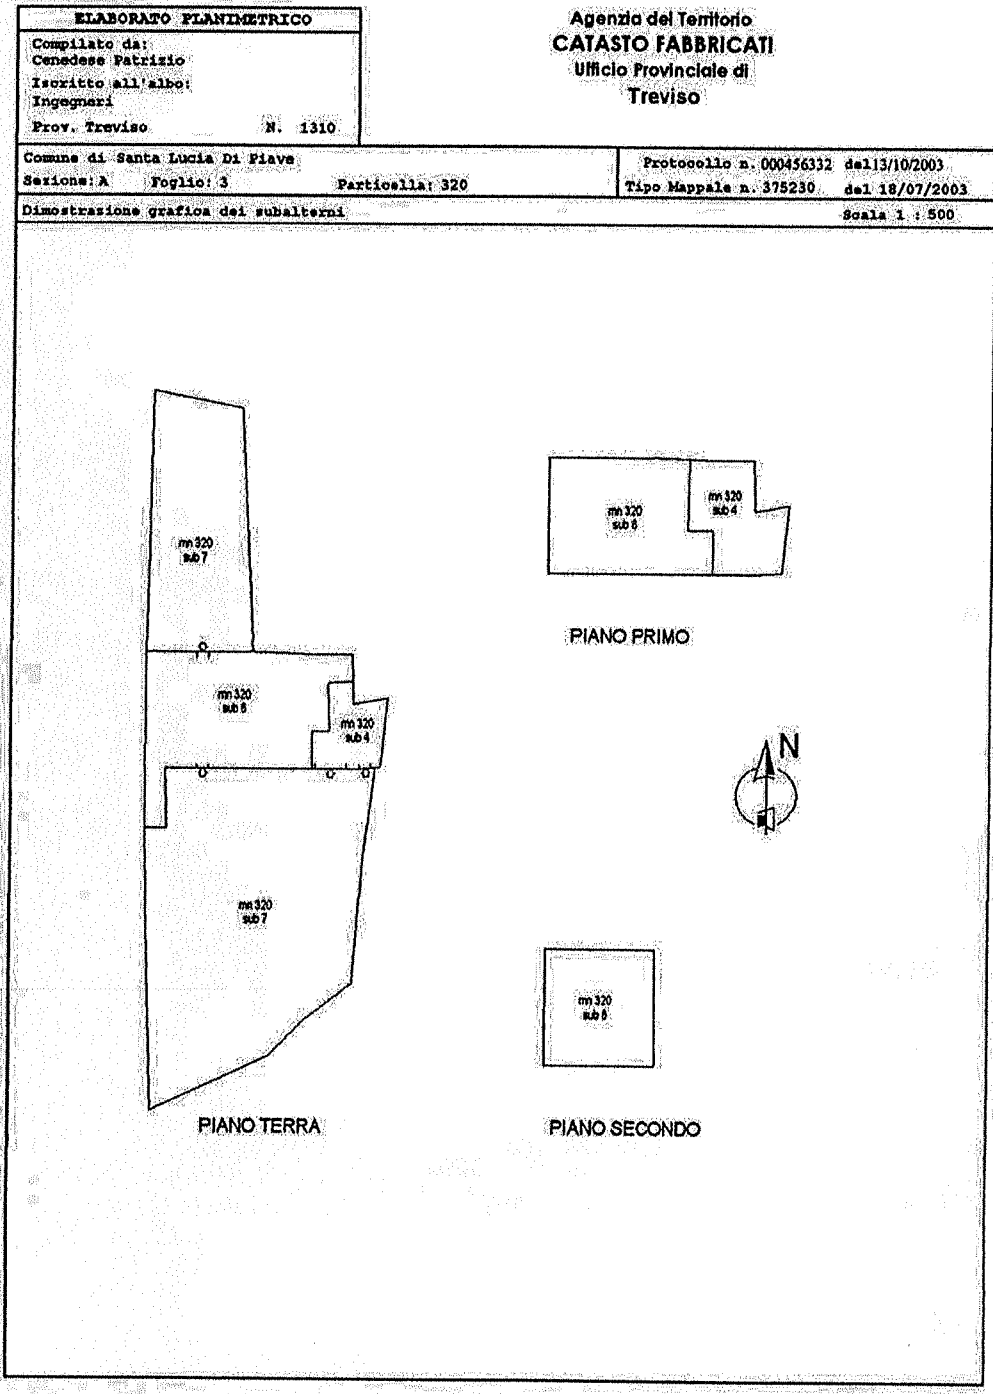 ELABORATO PLANIMETRICO
Compilato da:
Cenedese Patrizio
Iscritto all'albo:
Ingegneri
Prov. Treviso N. 1310
Agenzia del Territorio
CATASTO FABBRICATI
Ufficio Provinciale di
Treviso
Comune di Santa Lucia Di Piave
Sezione: A Foglio: 3 Particella: 320
Protocollo n. 000456332 del 13/10/2003
Tipo Mappale n. 375230 del 18/07/2003
Dimostrazione grafica dei subalterni
Scala 1 : 500
mn 320
sub 7
mn 320
sub 6
mn 320
sub 4
PIANO PRIMO
mn 320
sub 6
mn 320
sub 4
N
mn 320
sub 7
mn 320
sub 6
PIANO TERRA
PIANO SECONDO